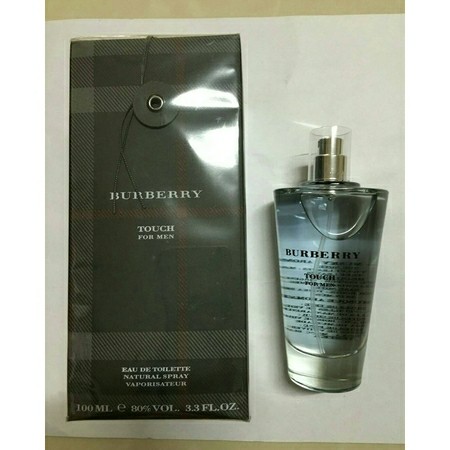 BURBERRY
TOUCH
FOR MEN
EAU DE TOILETTE
NATURAL SPRAY
VAPORISATEUR
100 ML e 80% VOL. 3.3 FL.OZ.
BURBERRY
TOUCH
FOR MEN